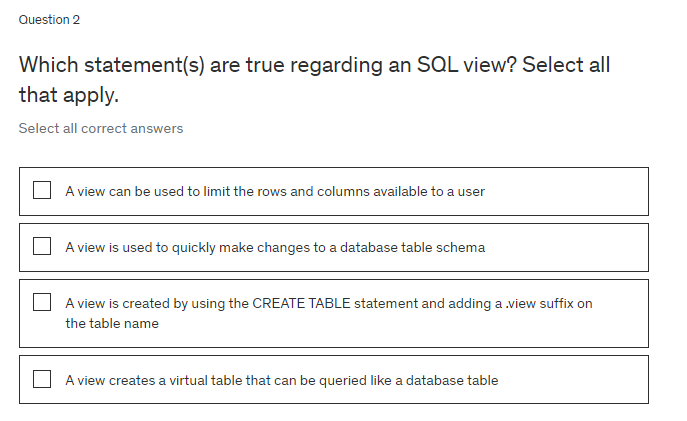 Question 2
Which statement(s) are true regarding an SQL view? Select all
that apply.
Select all correct answers
A view can be used to limit the rows and columns available to a user
A view is used to quickly make changes to a database table schema
A view is created by using the CREATE TABLE statement and adding a .view suffix on
the table name
A view creates a virtual table that can be queried like a database table